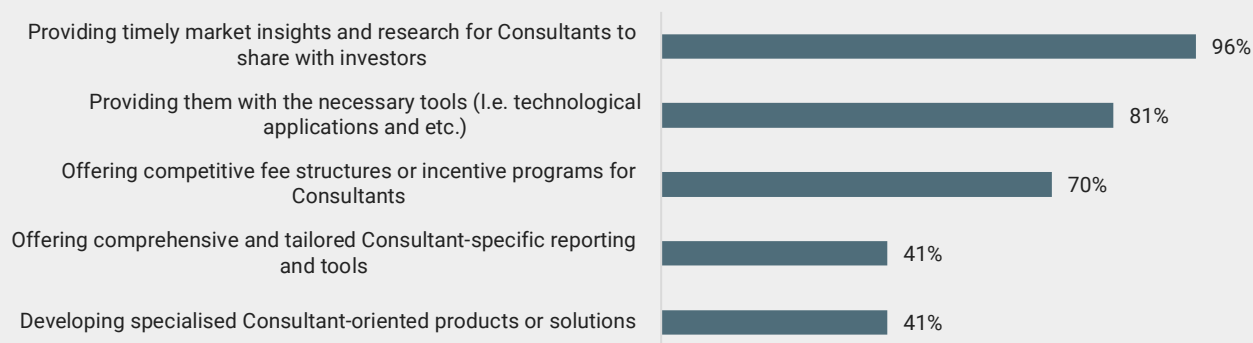 Providing timely market insights and research for Consultants to
share with investors
96%
Providing them with the necessary tools (I.e. technological
applications and etc.)
81%
Offering competitive fee structures or incentive programs for
Consultants
70%
Offering comprehensive and tailored Consultant-specific reporting
and tools
41%
Developing specialised Consultant-oriented products or solutions
41%